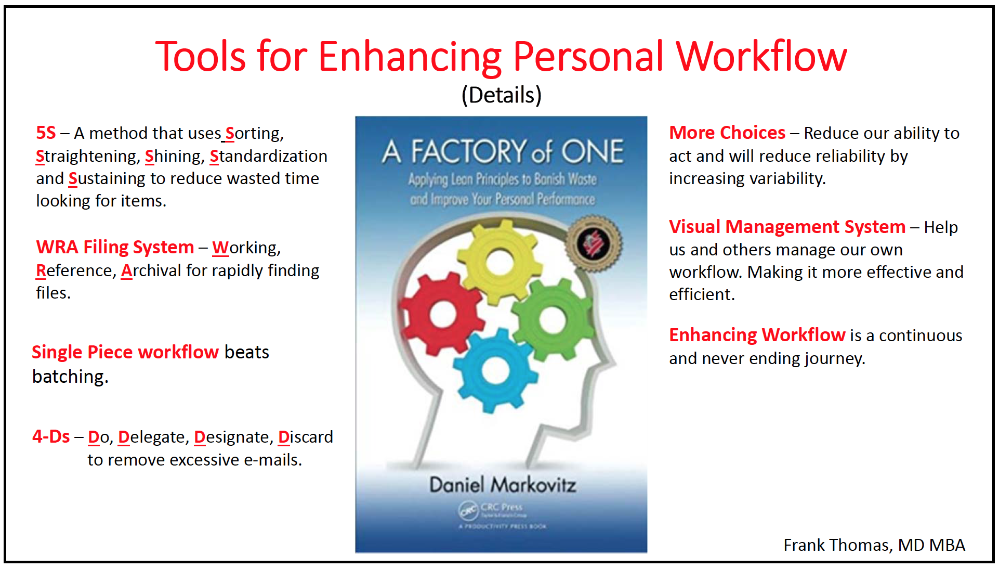 Tools for Enhancing Personal Workflow
(Details)
5S – A method that uses Sorting,
Straightening, Shining, Standardization
and Sustaining to reduce wasted time
looking for items.
WRA Filing System – Working,
Reference, Archival for rapidly finding
files.
Single Piece workflow beats
batching.
4-Ds – Do, Delegate, Designate, Discard
to remove excessive e-mails.
A FACTORY of ONE
Applying Lean Principles to Banish Waste
and Improve Your Personal Performance
Daniel Markovitz
CRC
CRC Press
Taylor & Francis Group
A PRODUCTIVITY PRESS BOOK
More Choices – Reduce our ability to
act and will reduce reliability by
increasing variability.
Visual Management System – Help
us and others manage our own
workflow. Making it more effective and
efficient.
Enhancing Workflow is a continuous
and never ending journey.
Frank Thomas, MD MBA